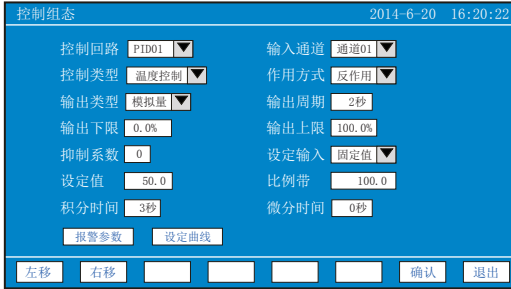 控制组态 2014-6-20 16:20:22
控制回路 PID01 输入通道 通道01
控制类型 温度控制 作用方式 反作用
输出类型 模拟量 输出周期 2秒
输出下限 0.0% 输出上限 100.0%
抑制系数 0 设定输入 固定值
设定值 50.0 比例带 100.0
积分时间 3秒 微分时间 0秒
报警参数 设定曲线
左移 右移 确认 退出